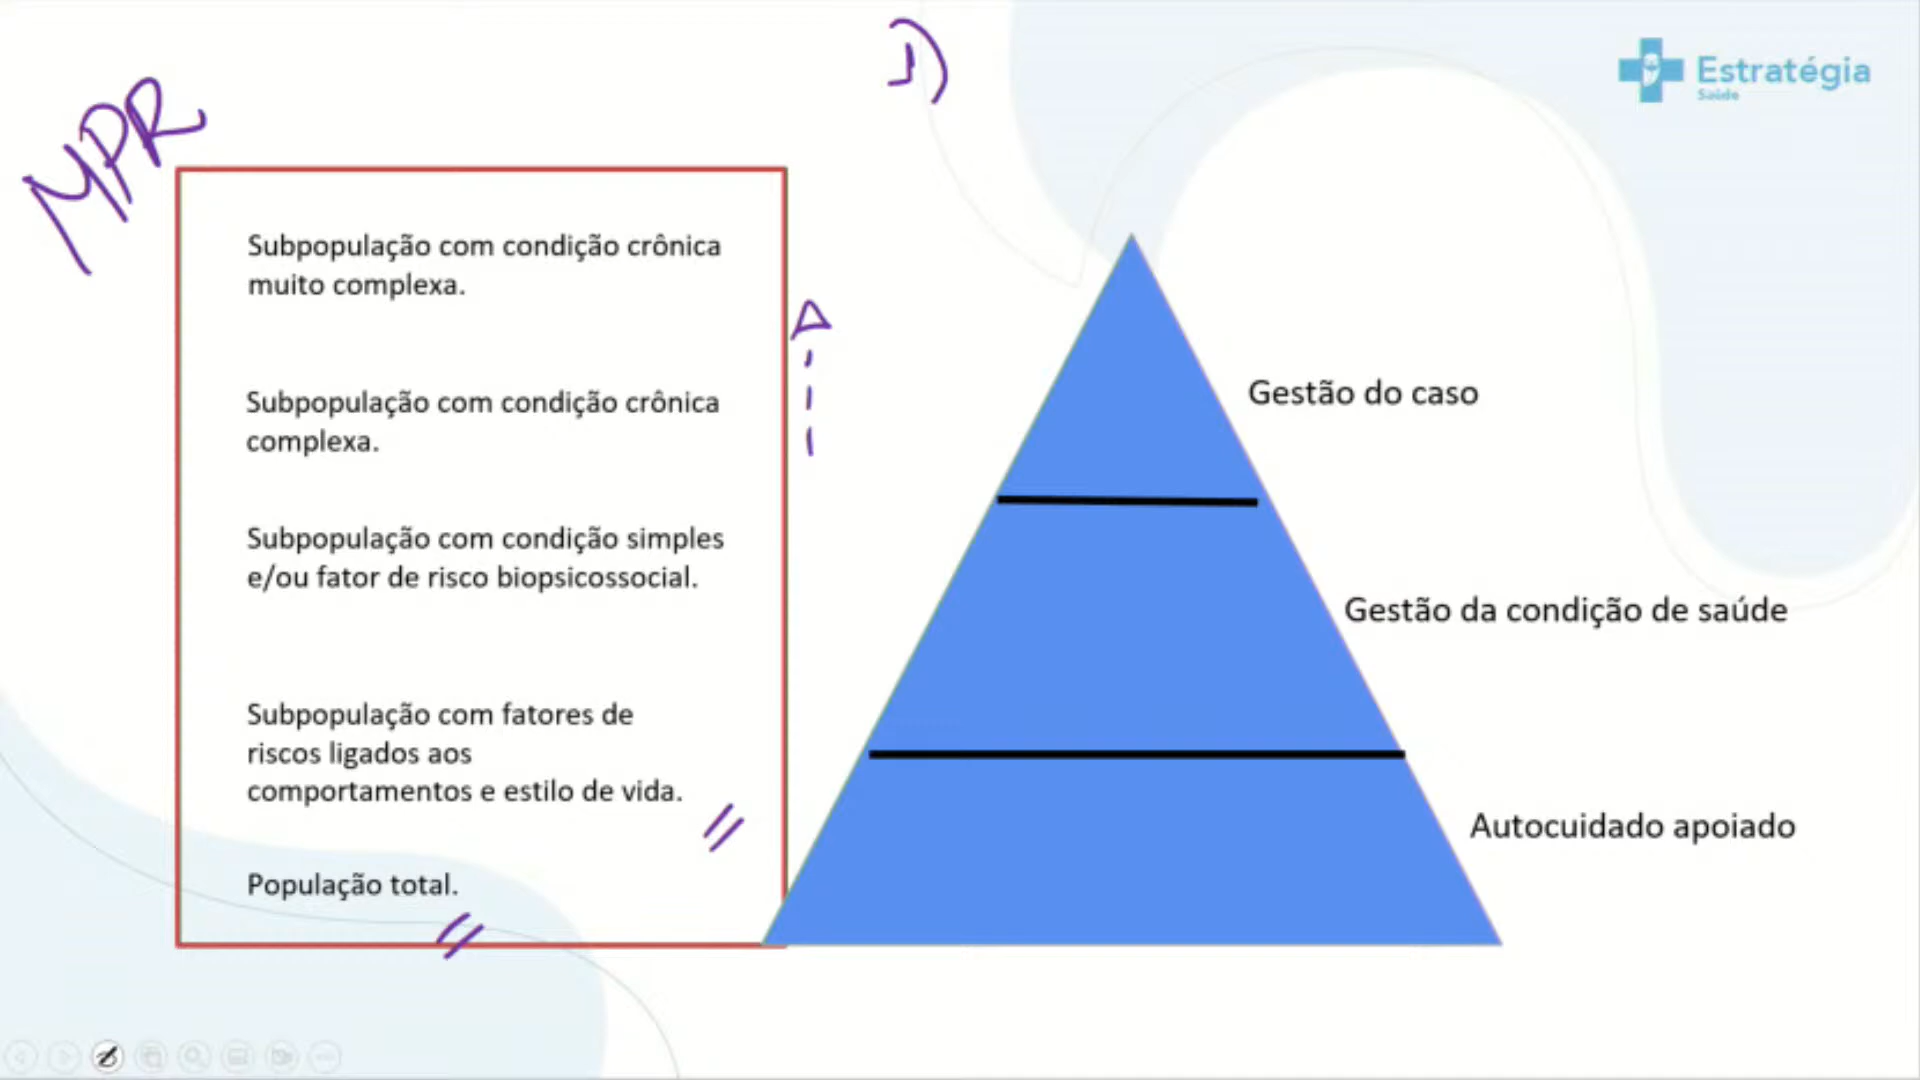 1)
Estratégia
Saúde
MPR
Subpopulação com condição crônica
muito complexa.
Subpopulação com condição crônica
complexa.
Subpopulação com condição simples
e/ou fator de risco biopsicossocial.
Subpopulação com fatores de
riscos ligados aos
comportamentos e estilo de vida.
População total.
Gestão do caso
Gestão da condição de saúde
Autocuidado apoiado